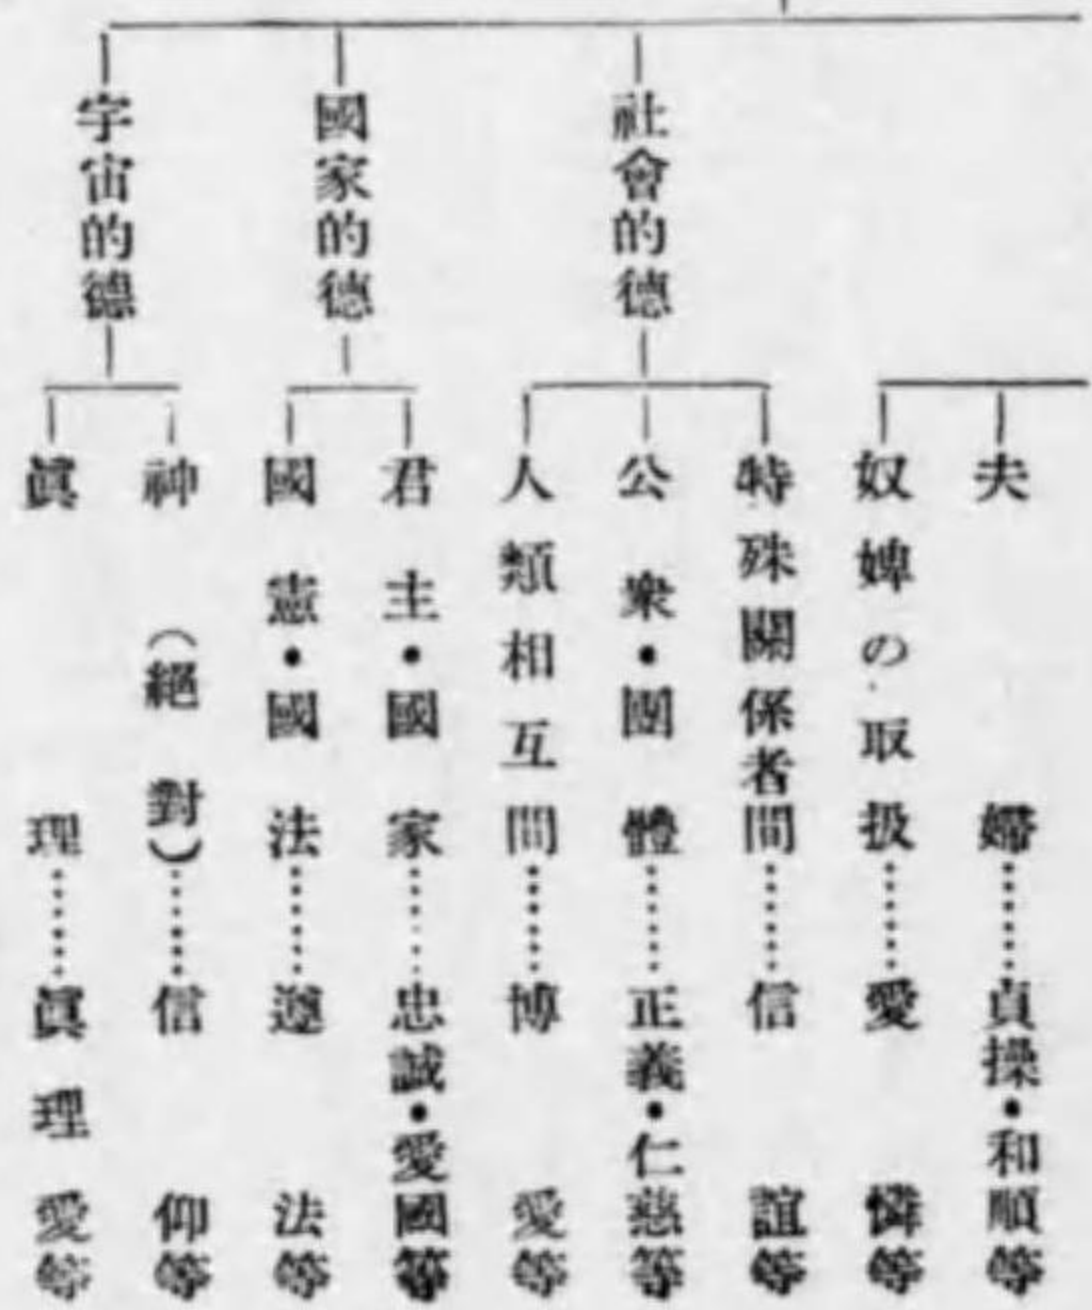 社會的德
國家的德
宇宙的德
夫婦……貞操・和順等
奴婢の取扱……愛憐等
特殊關係者間……信誼等
公衆・團體……正義・仁慈等
人類相互間……博愛等
君主・國家……忠誠・愛國等
國憲・國法……遵法等
神(絕對)……信仰等
眞理……眞理愛等